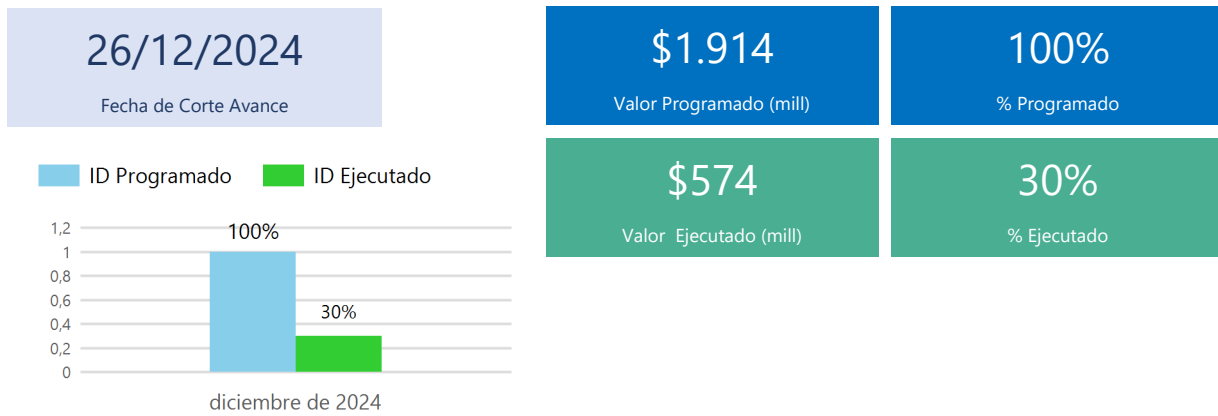 26/12/2024
Fecha de Corte Avance
$1.914
Valor Programado (mill)
100%
% Programado
$574
Valor Ejecutado (mill)
30%
% Ejecutado
ID Programado
ID Ejecutado
1,2
1
0,8
0,6
0,4
0,2
0
100%
30%
diciembre de 2024